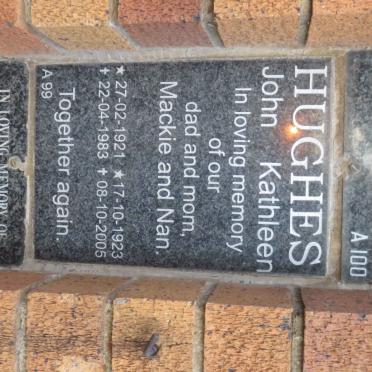 HUGHES
John Kathleen
In loving memory
of our
dad and mom,
Mackie and Nan.
★ 27-02-1921 ★ 17-10-1923
✝ 22-04-1983 ✝ 08-10-2005
Together again.
A 99
A 100
IN LOVING MEMORY OF